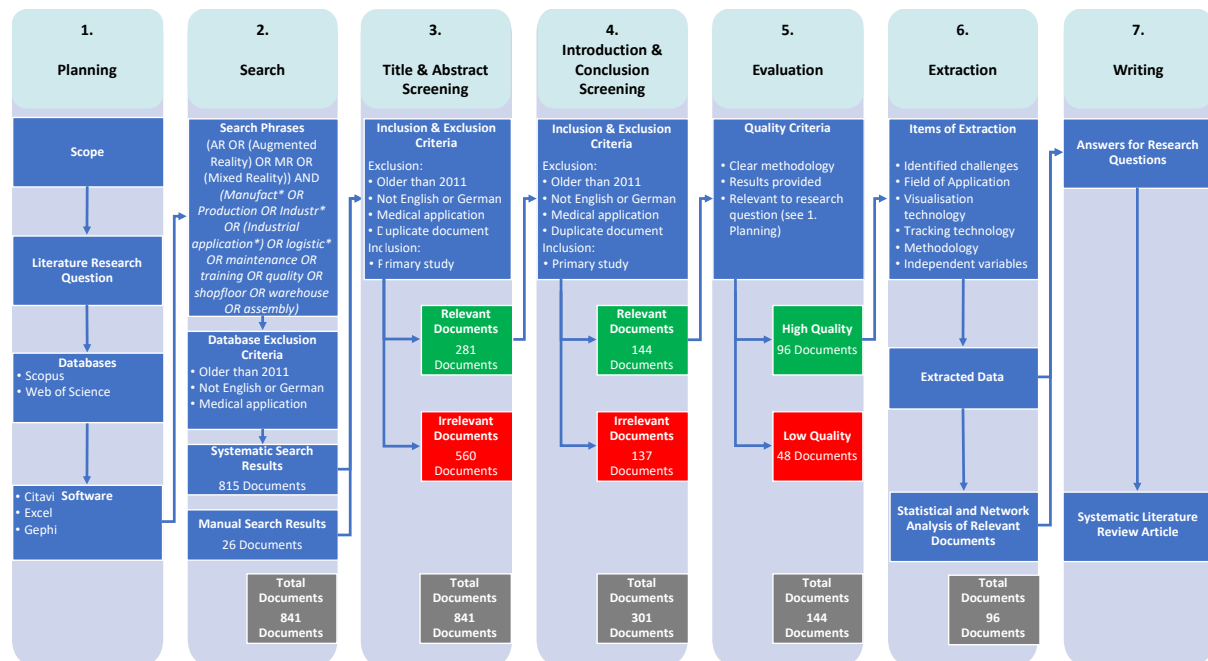 1.
Planning
Scope
Literature Research
Question
Databases
• Scopus
• Web of Science
• Citavi Software
• Excel
• Gephi
2.
Search
Search Phrases
(AR OR (Augmented
Reality) OR MR OR
(Mixed Reality)) AND
(Manufact* OR
Production OR Industr*
OR (Industrial
application*) OR logistic*
OR maintenance OR
training OR quality OR
shopfloor OR warehouse
OR assembly)
Database Exclusion
Criteria
• Older than 2011
• Not English or German
• Medical application
Systematic Search
Results
815 Documents
Manual Search Results
26 Documents
Total
Documents
841
Documents
3.
Title & Abstract
Screening
Inclusion & Exclusion
Criteria
Exclusion:
• Older than 2011
• Not English or German
• Medical application
• Duplicate document
Inclusion:
• Primary study
Relevant
Documents
281
Documents
Irrelevant
Documents
560
Documents
Total
Documents
841
Documents
4.
Introduction &
Conclusion
Screening
Inclusion & Exclusion
Criteria
Exclusion:
• Older than 2011
• Not English or German
• Medical application
• Duplicate document
Inclusion:
• Primary study
Relevant
Documents
144
Documents
Irrelevant
Documents
137
Documents
Total
Documents
301
Documents
5.
Evaluation
Quality Criteria
• Clear methodology
• Results provided
• Relevant to research
question (see 1.
Planning)
High Quality
96 Documents
Low Quality
48 Documents
Total
Documents
144
Documents
6.
Extraction
Items of Extraction
• Identified challenges
• Field of Application
• Visualisation
technology
• Tracking technology
• Methodology
• Independent variables
Extracted Data
Statistical and Network
Analysis of Relevant
Documents
Total
Documents
96
Documents
7.
Writing
Answers for Research
Questions
Systematic Literature
Review Article